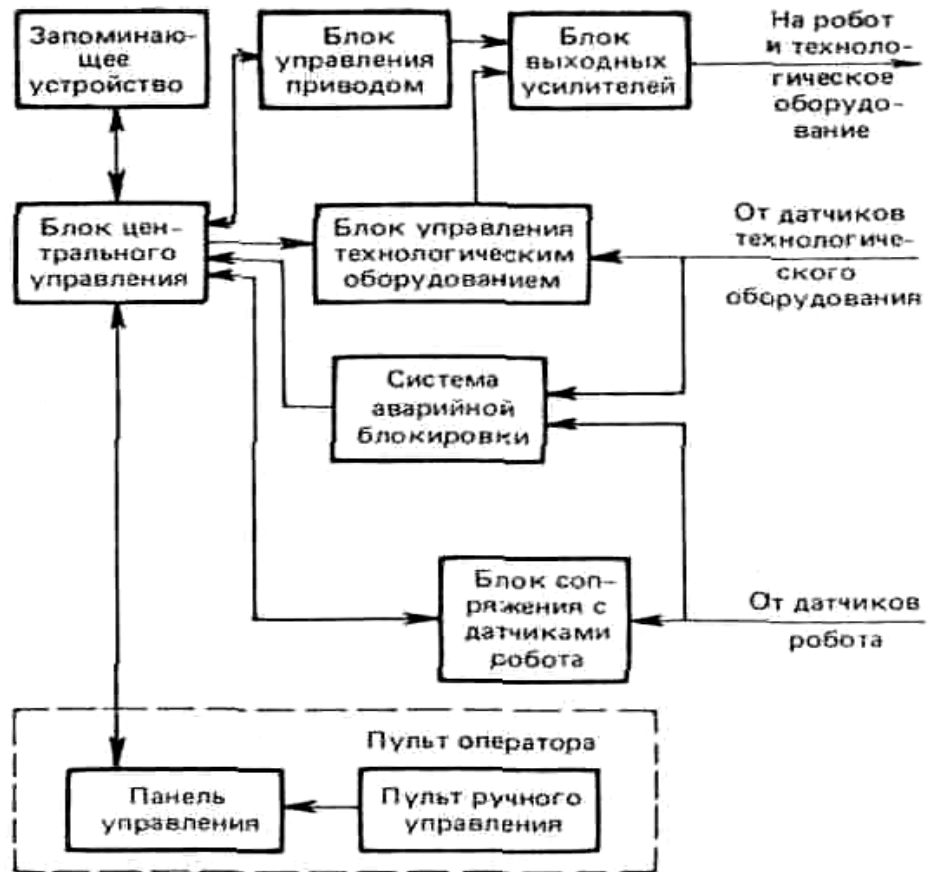 Запоминаю-
щее
устройство
Блок
управления
приводом
Блок
выходных
усилителей
На робот
и техноло-
гическое
оборудо-
вание
Блок цен-
трального
управления
Блок управления
технологическим
оборудованием
От датчиков
технологиче-
ского
оборудования
Система
аварийной
блокировки
Блок соп-
ряжения с
датчиками
робота
От датчиков
робота
Пульт оператора
Панель
управления
Пульт ручного
управления